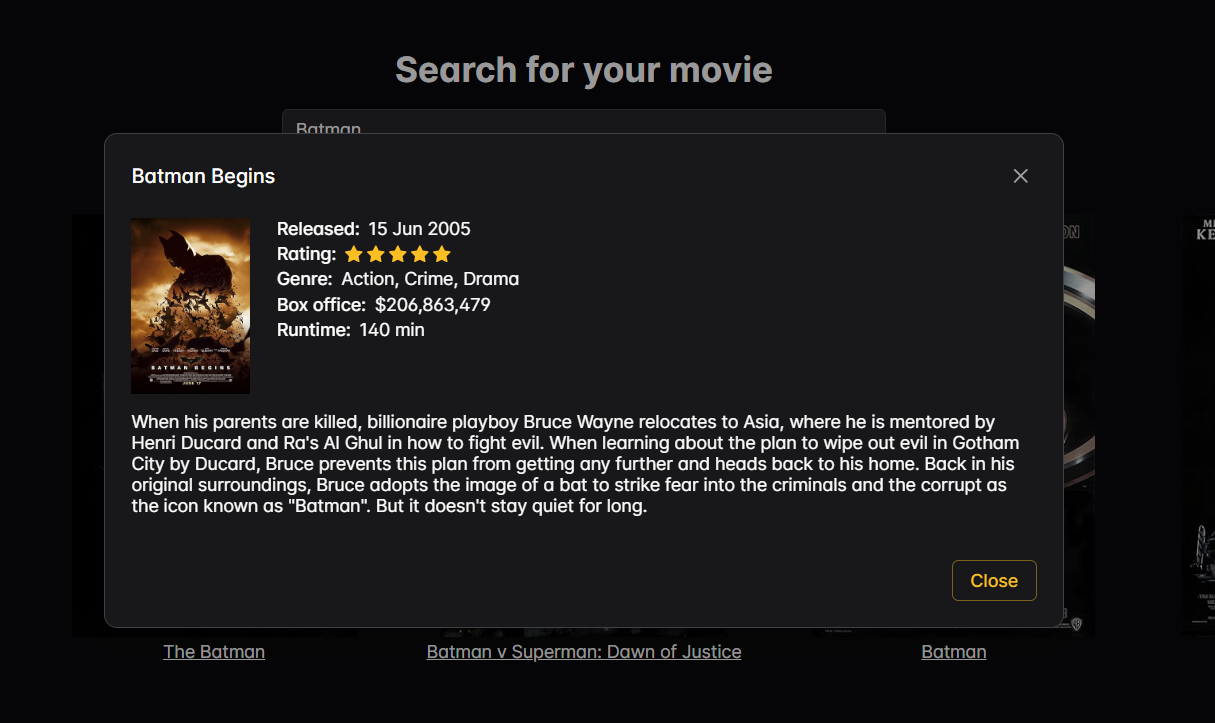 Search for your movie
Batman
Batman Begins
Released: 15 Jun 2005
Rating:
Genre: Action, Crime, Drama
Box office: $206,863,479
Runtime: 140 min
BATMAN BEGINS
JUNE 17
When his parents are killed, billionaire playboy Bruce Wayne relocates to Asia, where he is mentored by
Henri Ducard and Ra's Al Ghul in how to fight evil. When learning about the plan to wipe out evil in Gotham
City by Ducard, Bruce prevents this plan from getting any further and heads back to his home. Back in his
original surroundings, Bruce adopts the image of a bat to strike fear into the criminals and the corrupt as
the icon known as "Batman". But it doesn't stay quiet for long.
Close
The Batman
Batman v Superman: Dawn of Justice
Batman